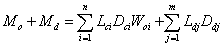 $M_o + M_d = \sum_{i=1}^{n} L_{ci} D_{ci} W_{oi} + \sum_{j=1}^{m} L_{dj} D_{dj}$